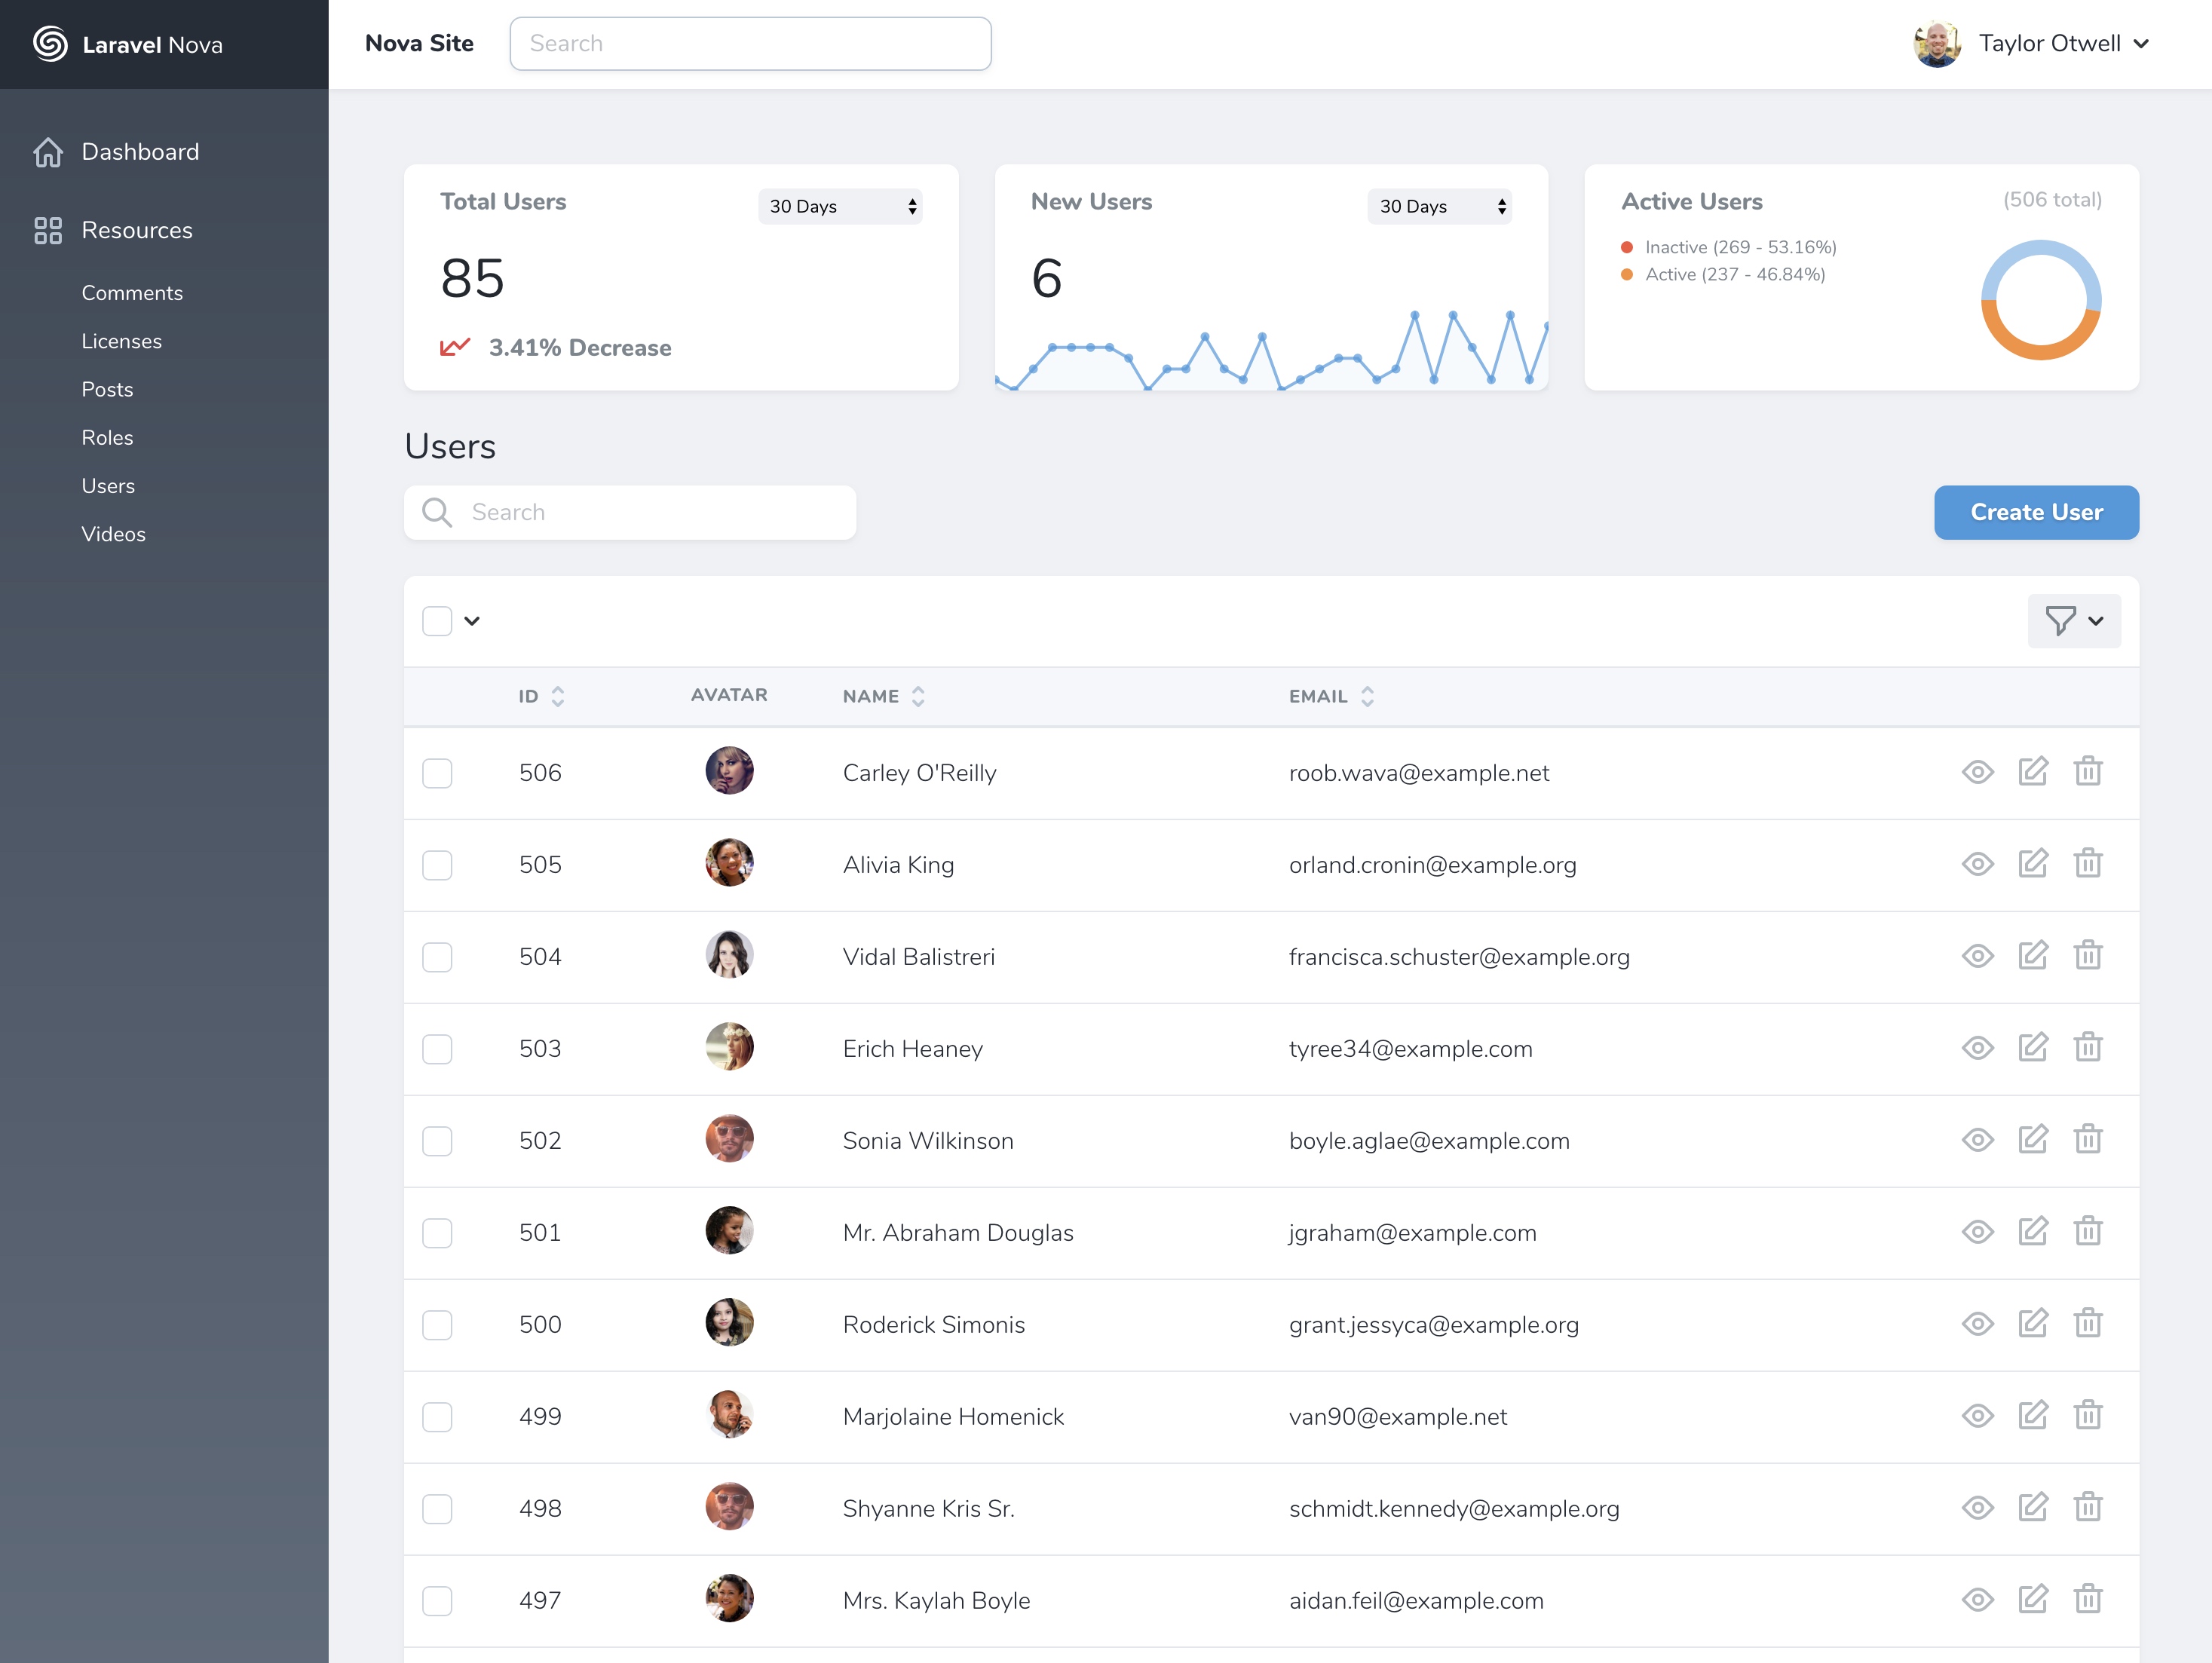 Laravel Nova
Nova Site
Search
Taylor Otwell
Dashboard
Resources
Comments
Licenses
Posts
Roles
Users
Videos
Total Users
30 Days
85
3.41% Decrease
New Users
30 Days
6
Active Users
(506 total)
Inactive (269 - 53.16%)
Active (237 - 46.84%)
Users
Search
Create User
ID AVATAR NAME EMAIL
506 Carley O'Reilly roob.wava@example.net
505 Alivia King orland.cronin@example.org
504 Vidal Balistreri francisca.schuster@example.org
503 Erich Heaney tyree34@example.com
502 Sonia Wilkinson boyle.aglae@example.com
501 Mr. Abraham Douglas jgraham@example.com
500 Roderick Simonis grant.jessyca@example.org
499 Marjolaine Homenick van90@example.net
498 Shyanne Kris Sr. schmidt.kennedy@example.org
497 Mrs. Kaylah Boyle aidan.feil@example.com